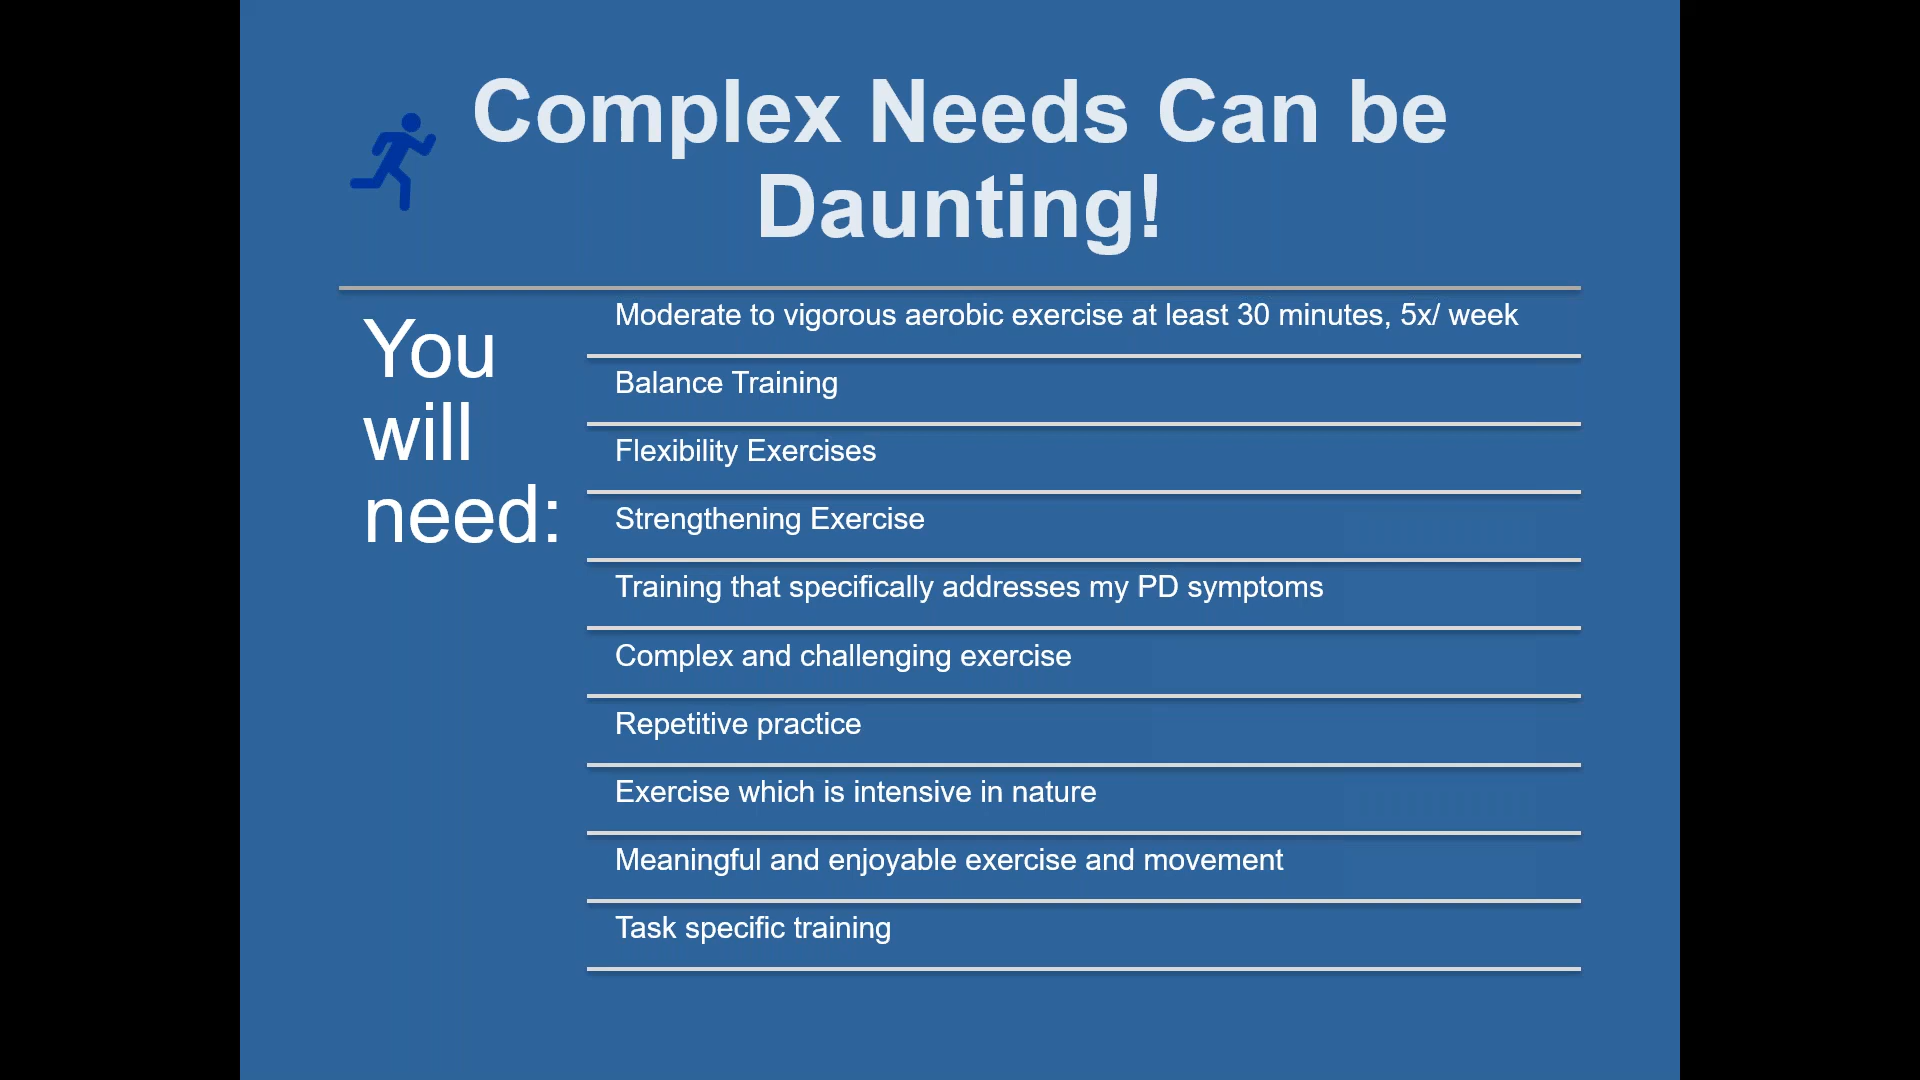 Complex Needs Can be
Daunting!
You
will
need:
Moderate to vigorous aerobic exercise at least 30 minutes, 5x/ week
Balance Training
Flexibility Exercises
Strengthening Exercise
Training that specifically addresses my PD symptoms
Complex and challenging exercise
Repetitive practice
Exercise which is intensive in nature
Meaningful and enjoyable exercise and movement
Task specific training